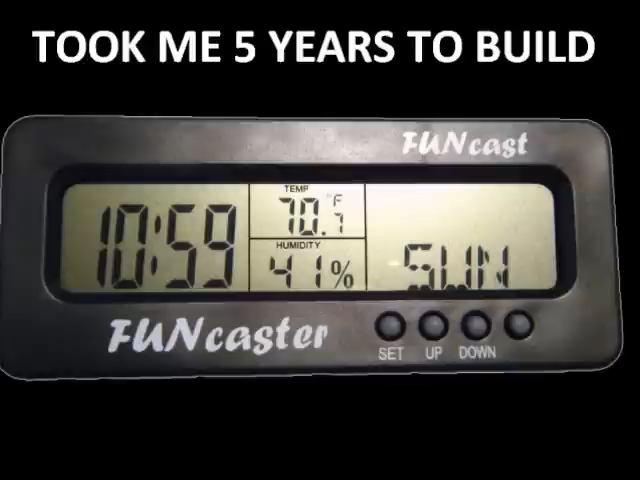 TOOK ME 5 YEARS TO BUILD
FUNcast
10:59
TEMP
70.7 °F
HUMIDITY
41%
SUN
FUNcaster
SET UP DOWN